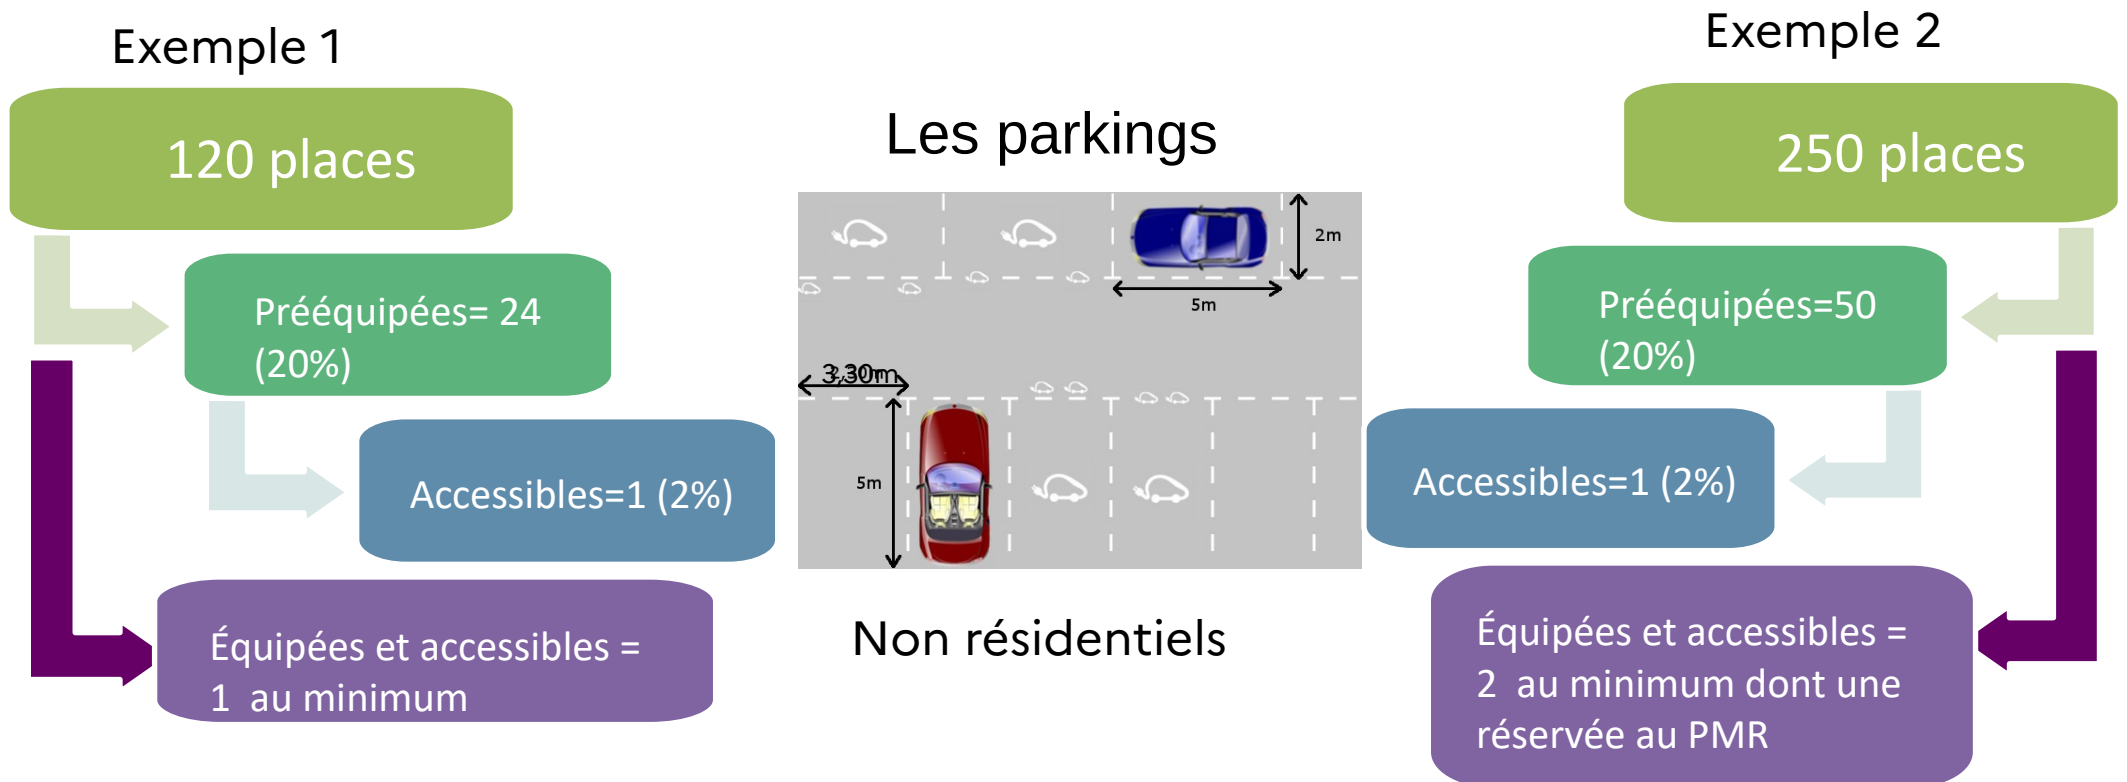 Exemple 1
120 places
Prééquipées= 24
(20%)
Accessibles=1 (2%)
Équipées et accessibles =
1 au minimum
Les parkings
2m
5m
3,30m
5m
Non résidentiels
Exemple 2
250 places
Prééquipées=50
(20%)
Accessibles=1 (2%)
Équipées et accessibles =
2 au minimum dont une
réservée au PMR